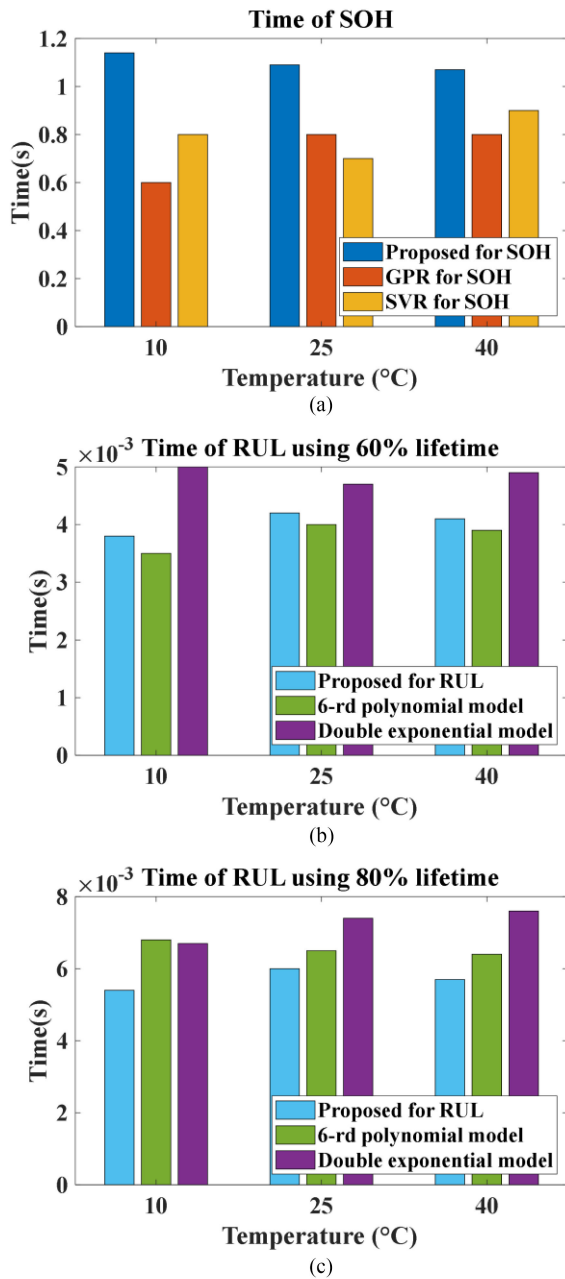 Time of SOH
1.2
1
0.8
0.6
0.4
0.2
0
Time(s)
Proposed for SOH
GPR for SOH
SVR for SOH
10 25 40
Temperature (°C)
(a)
×10⁻³ Time of RUL using 60% lifetime
5
4
3
2
1
0
Time(s)
Proposed for RUL
6-rd polynomial model
Double exponential model
10 25 40
Temperature (°C)
(b)
×10⁻³ Time of RUL using 80% lifetime
8
6
4
2
0
Time(s)
Proposed for RUL
6-rd polynomial model
Double exponential model
10 25 40
Temperature (°C)
(c)